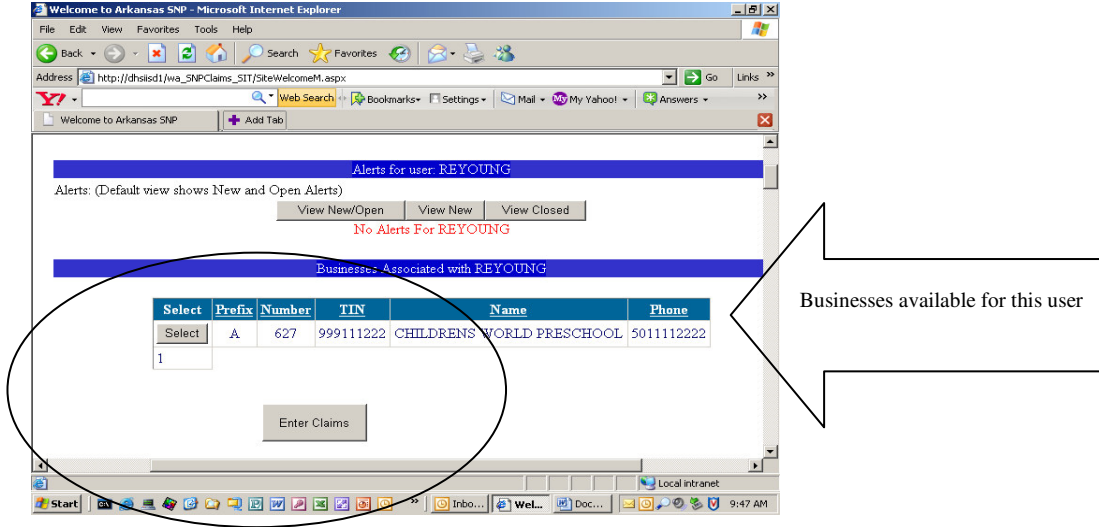 Welcome to Arkansas SNP - Microsoft Internet Explorer
File Edit View Favorites Tools Help
Back Search Favorites
Address http://dhsiisd1/wa_SNPClaims_SIT/SiteWelcomeM.aspx Go Links »
Y! Web Search Bookmarks Settings Mail My My Yahoo! Answers »
Welcome to Arkansas SNP Add Tab
Alerts for user: REYOUNG
Alerts: (Default view shows New and Open Alerts)
View New/Open View New View Closed
No Alerts For REYOUNG
Businesses Associated with REYOUNG
Select Prefix Number TIN Name Phone
Select A 627 999111222 CHILDRENS WORLD PRESCHOOL 5011112222
1
Enter Claims
Businesses available for this user
Local intranet
Start » Inbo... Wel... Doc... 9:47 AM